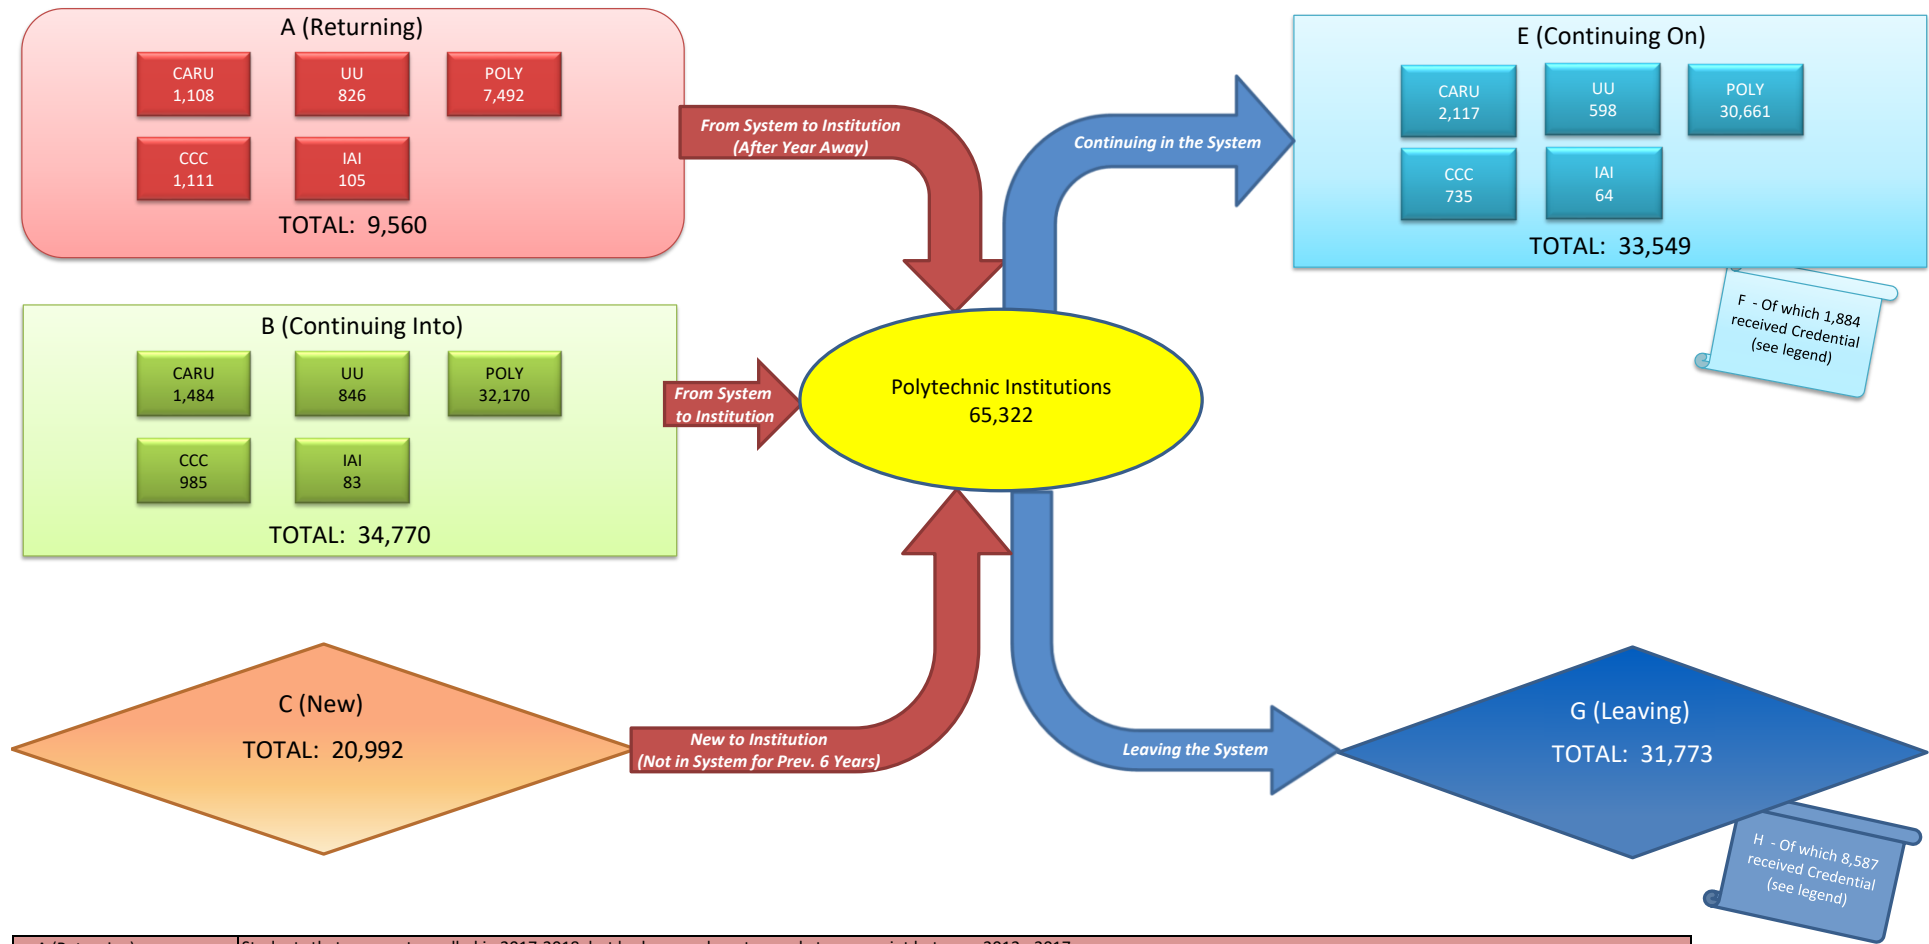 A (Returning)
CARU
1,108
UU
826
POLY
7,492
CCC
1,111
IAI
105
TOTAL: 9,560
From System to Institution
(After Year Away)
Continuing in the System
E (Continuing On)
CARU
2,117
UU
598
POLY
30,661
CCC
735
IAI
64
TOTAL: 33,549
F - Of which 1,884
received Credential
(see legend)
B (Continuing Into)
CARU
1,484
UU
846
POLY
32,170
CCC
985
IAI
83
TOTAL: 34,770
From System
to Institution
Polytechnic Institutions
65,322
C (New)
TOTAL: 20,992
New to Institution
(Not in System for Prev. 6 Years)
Leaving the System
G (Leaving)
TOTAL: 31,773
H - Of which 8,587
received Credential
(see legend)
A (Returning)